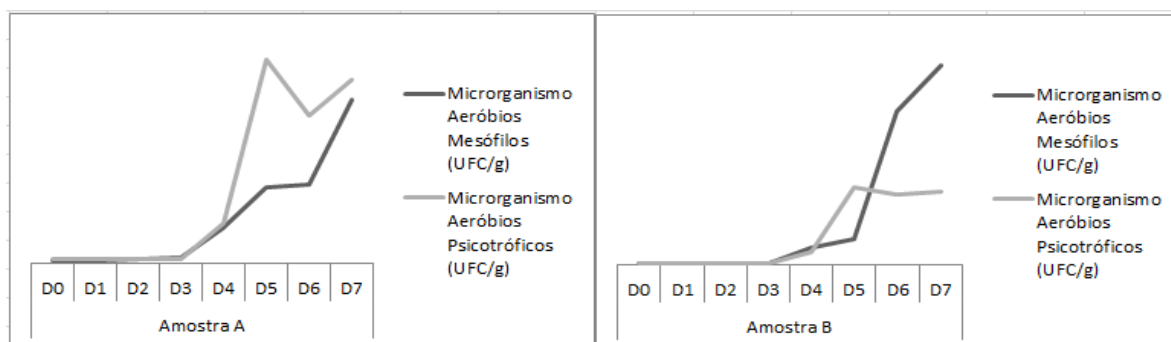 Microrganismo
Aeróbios
Mesófilos
(UFC/g)
Microrganismo
Aeróbios
Psicotróficos
(UFC/g)
D0 D1 D2 D3 D4 D5 D6 D7
Amostra A
Microrganismo
Aeróbios
Mesófilos
(UFC/g)
Microrganismo
Aeróbios
Psicotróficos
(UFC/g)
D0 D1 D2 D3 D4 D5 D6 D7
Amostra B